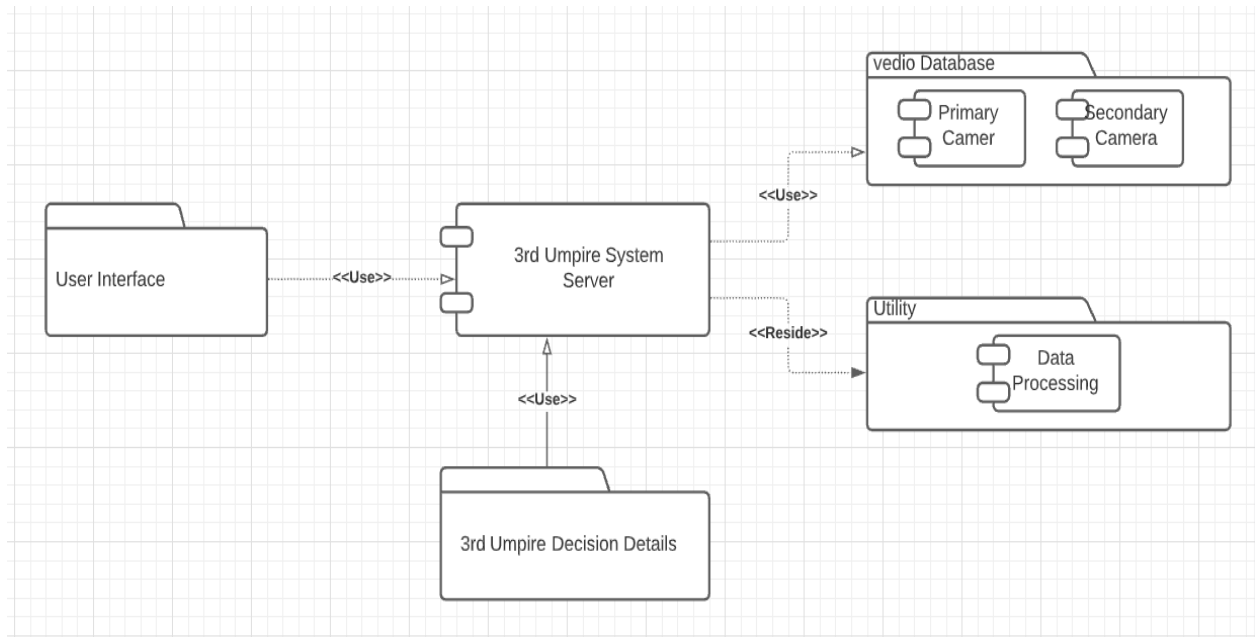 vedio Database
Primary
Camer
Secondary
Camera
<<Use>>
User Interface
<<Use>>
3rd Umpire System
Server
Utility
<<Reside>>
Data
Processing
<<Use>>
3rd Umpire Decision Details